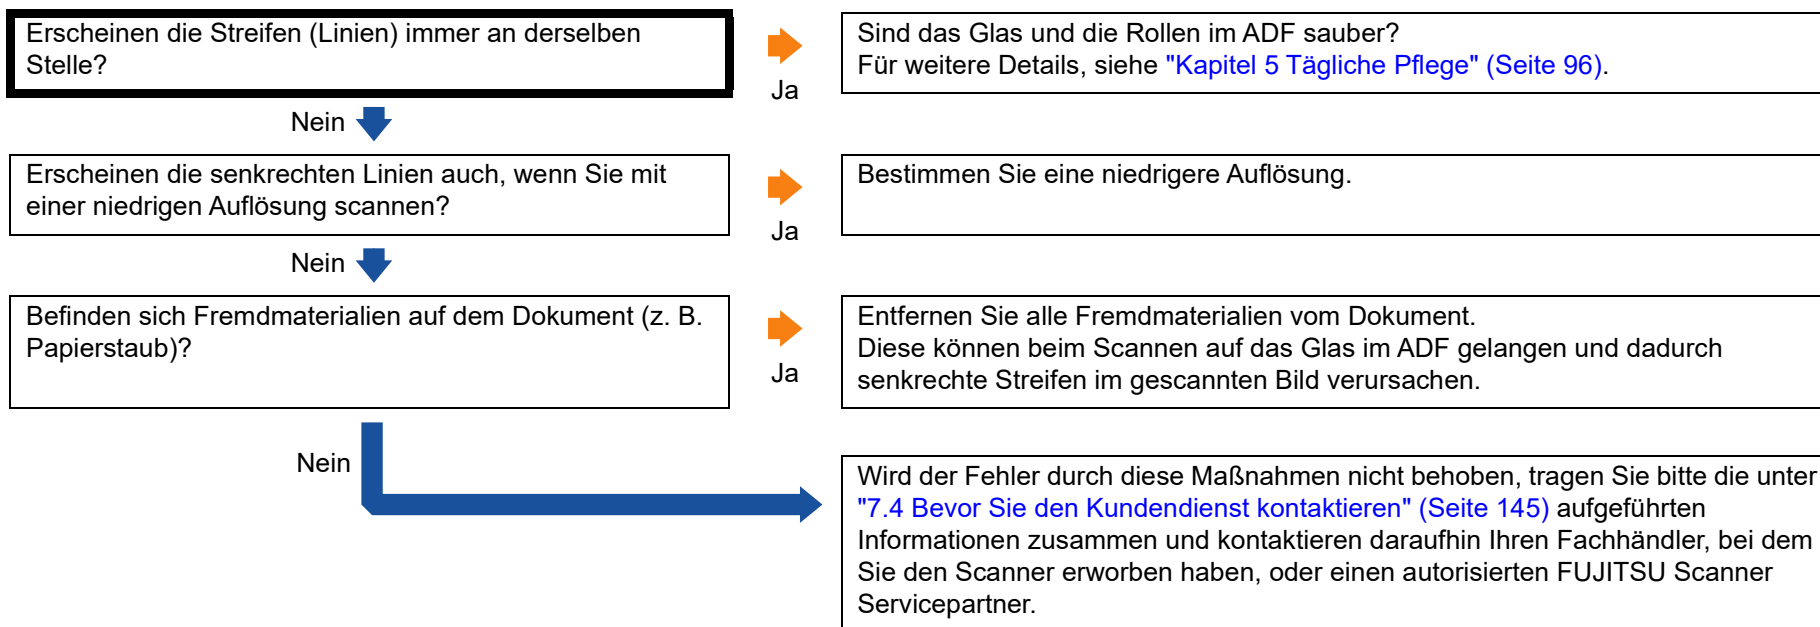 Erscheinen die Streifen (Linien) immer an derselben
Stelle?
Ja
Sind das Glas und die Rollen im ADF sauber?
Für weitere Details, siehe "Kapitel 5 Tägliche Pflege" (Seite 96).
Nein
Erscheinen die senkrechten Linien auch, wenn Sie mit
einer niedrigen Auflösung scannen?
Ja
Bestimmen Sie eine niedrigere Auflösung.
Nein
Befinden sich Fremdmaterialien auf dem Dokument (z. B.
Papierstaub)?
Ja
Entfernen Sie alle Fremdmaterialien vom Dokument.
Diese können beim Scannen auf das Glas im ADF gelangen und dadurch
senkrechte Streifen im gescannten Bild verursachen.
Nein
Wird der Fehler durch diese Maßnahmen nicht behoben, tragen Sie bitte die unter
"7.4 Bevor Sie den Kundendienst kontaktieren" (Seite 145) aufgeführten
Informationen zusammen und kontaktieren daraufhin Ihren Fachhändler, bei dem
Sie den Scanner erworben haben, oder einen autorisierten FUJITSU Scanner
Servicepartner.